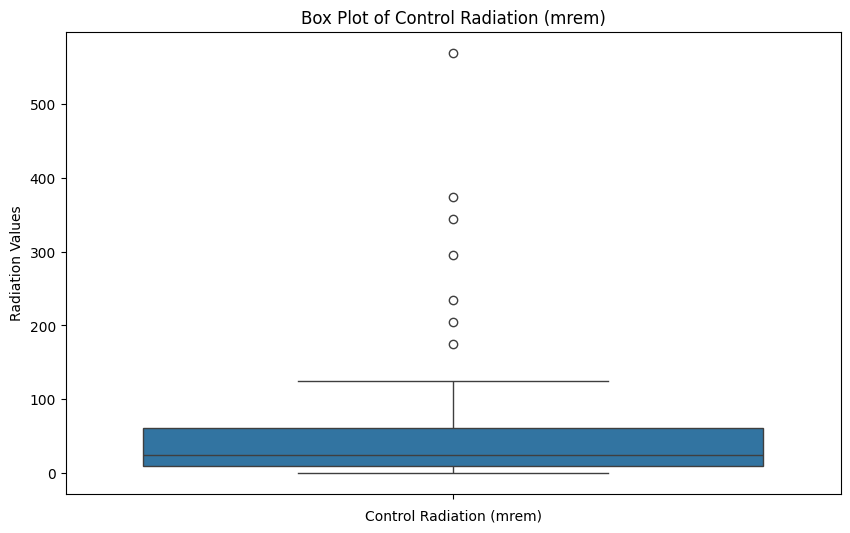 Box Plot of Control Radiation (mrem)
500
400
300
200
100
0
Radiation Values
Control Radiation (mrem)